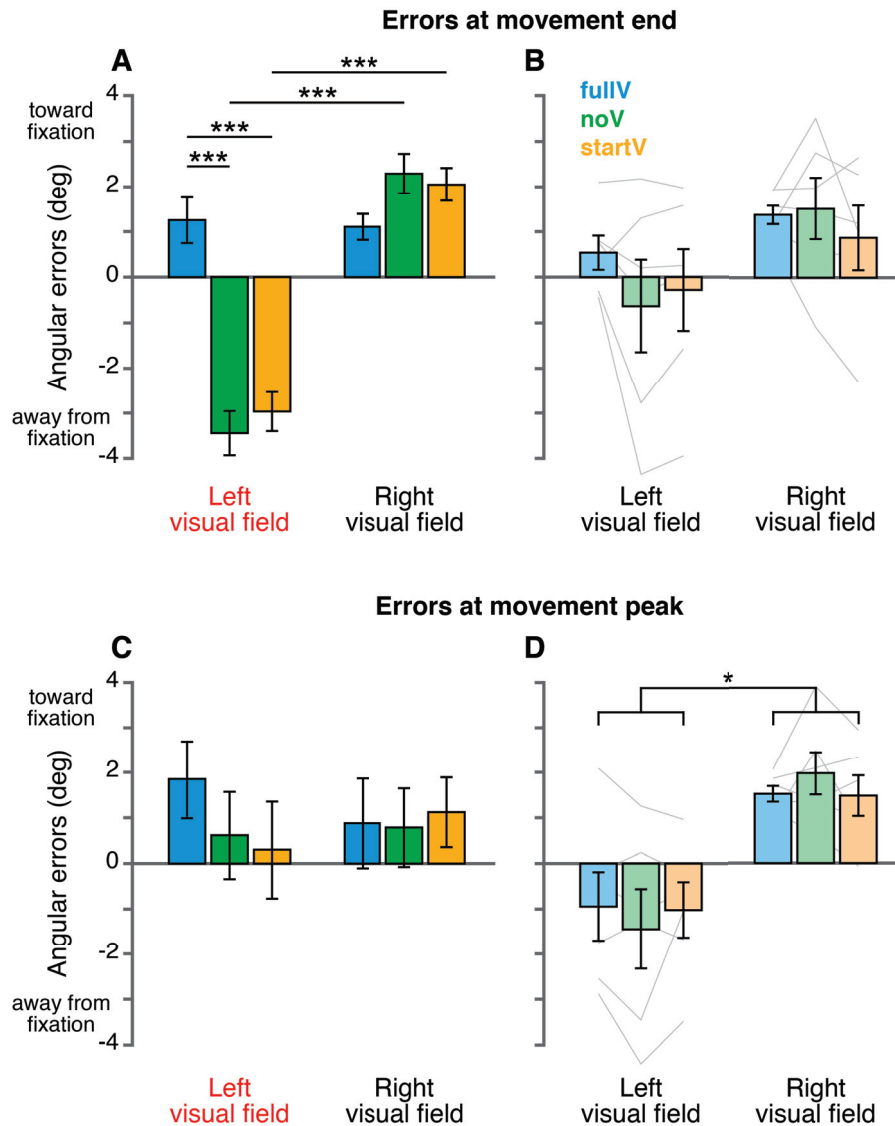 Errors at movement end
A
B
***
***
***
***
fullV
noV
startV
toward
fixation
Angular errors (deg)
away from
fixation
4
2
0
-2
-4
Left
visual field
Right
visual field
Left
visual field
Right
visual field
Errors at movement peak
C
D
*
toward
fixation
Angular errors (deg)
away from
fixation
4
2
0
-2
-4
Left
visual field
Right
visual field
Left
visual field
Right
visual field